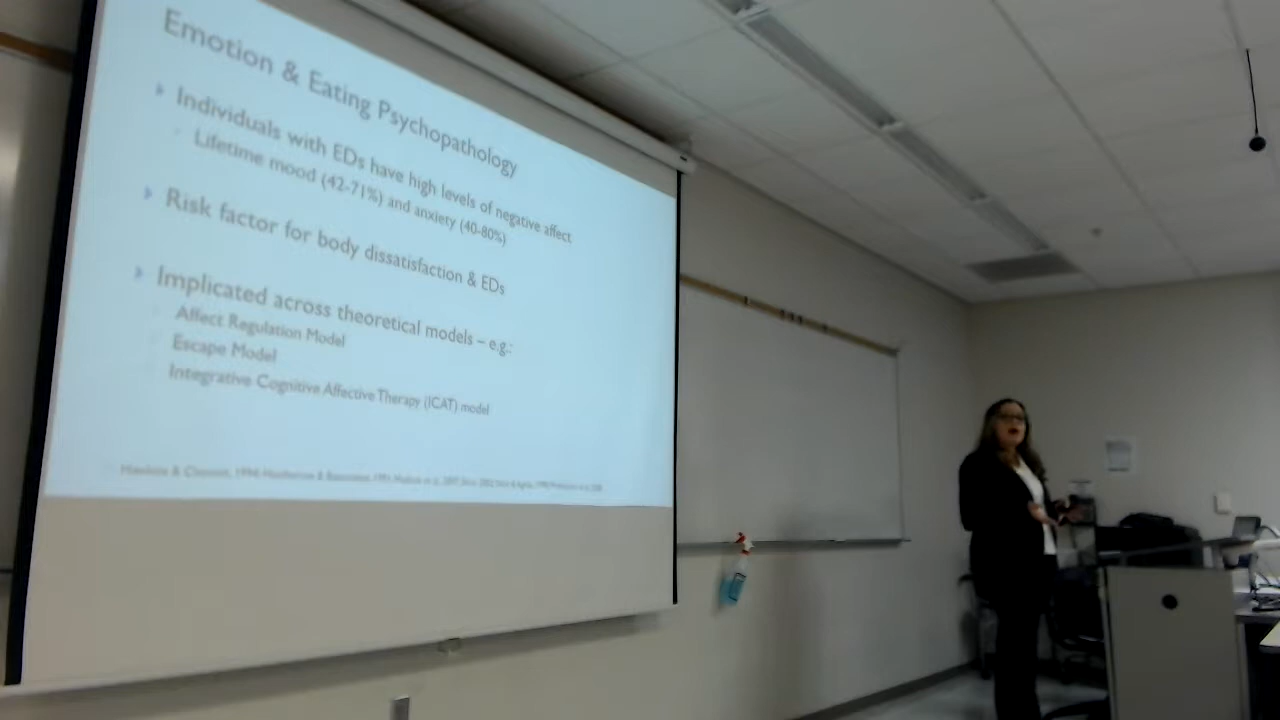 Emotion & Eating Psychopathology
Individuals with EDs have high levels of negative affect
Lifetime mood (42-71%) and anxiety (40-80%)
Risk factor for body dissatisfaction & EDs
Implicated across theoretical models – e.g.:
Affect Regulation Model
Escape Model
Integrative Cognitive Affective Therapy (ICAT) model